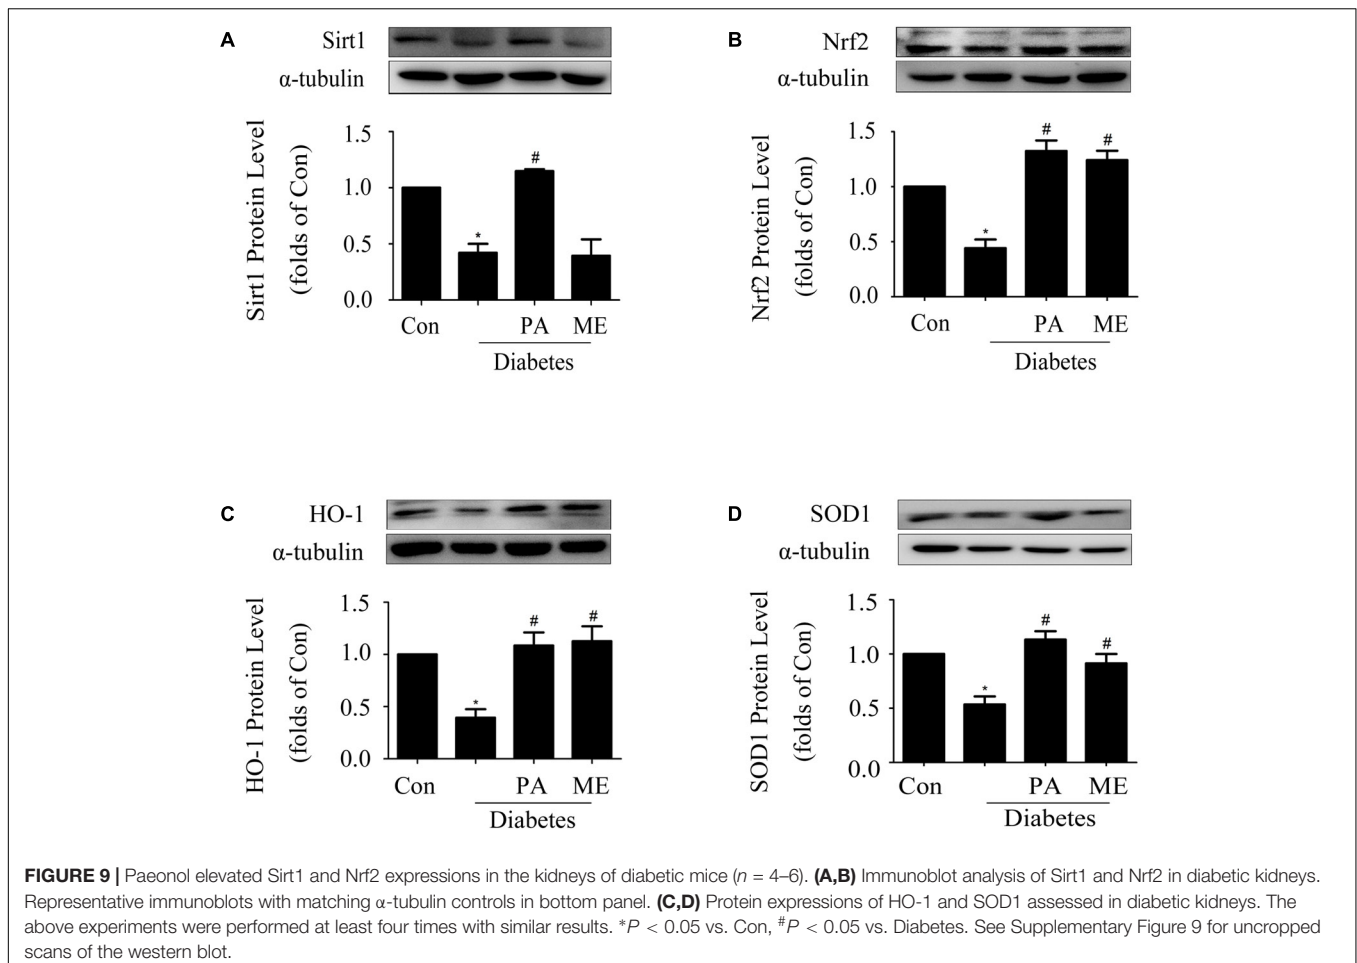 A
Sirt1
α-tubulin
Sirt1 Protein Level
(folds of Con)
1.5
1.0
0.5
0.0
*
#
Con
PA
ME
Diabetes
B
Nrf2
α-tubulin
Nrf2 Protein Level
(folds of Con)
1.5
1.0
0.5
0.0
*
#
#
Con
PA
ME
Diabetes
C
HO-1
α-tubulin
HO-1 Protein Level
(folds of Con)
1.5
1.0
0.5
0.0
*
#
#
Con
PA
ME
Diabetes
D
SOD1
α-tubulin
SOD1 Protein Level
(folds of Con)
1.5
1.0
0.5
0.0
*
#
#
Con
PA
ME
Diabetes
FIGURE 9 | Paeonol elevated Sirt1 and Nrf2 expressions in the kidneys of diabetic mice (n = 4–6). (A,B) Immunoblot analysis of Sirt1 and Nrf2 in diabetic kidneys.
Representative immunoblots with matching α-tubulin controls in bottom panel. (C,D) Protein expressions of HO-1 and SOD1 assessed in diabetic kidneys. The
above experiments were performed at least four times with similar results. *P < 0.05 vs. Con, #P < 0.05 vs. Diabetes. See Supplementary Figure 9 for uncropped
scans of the western blot.